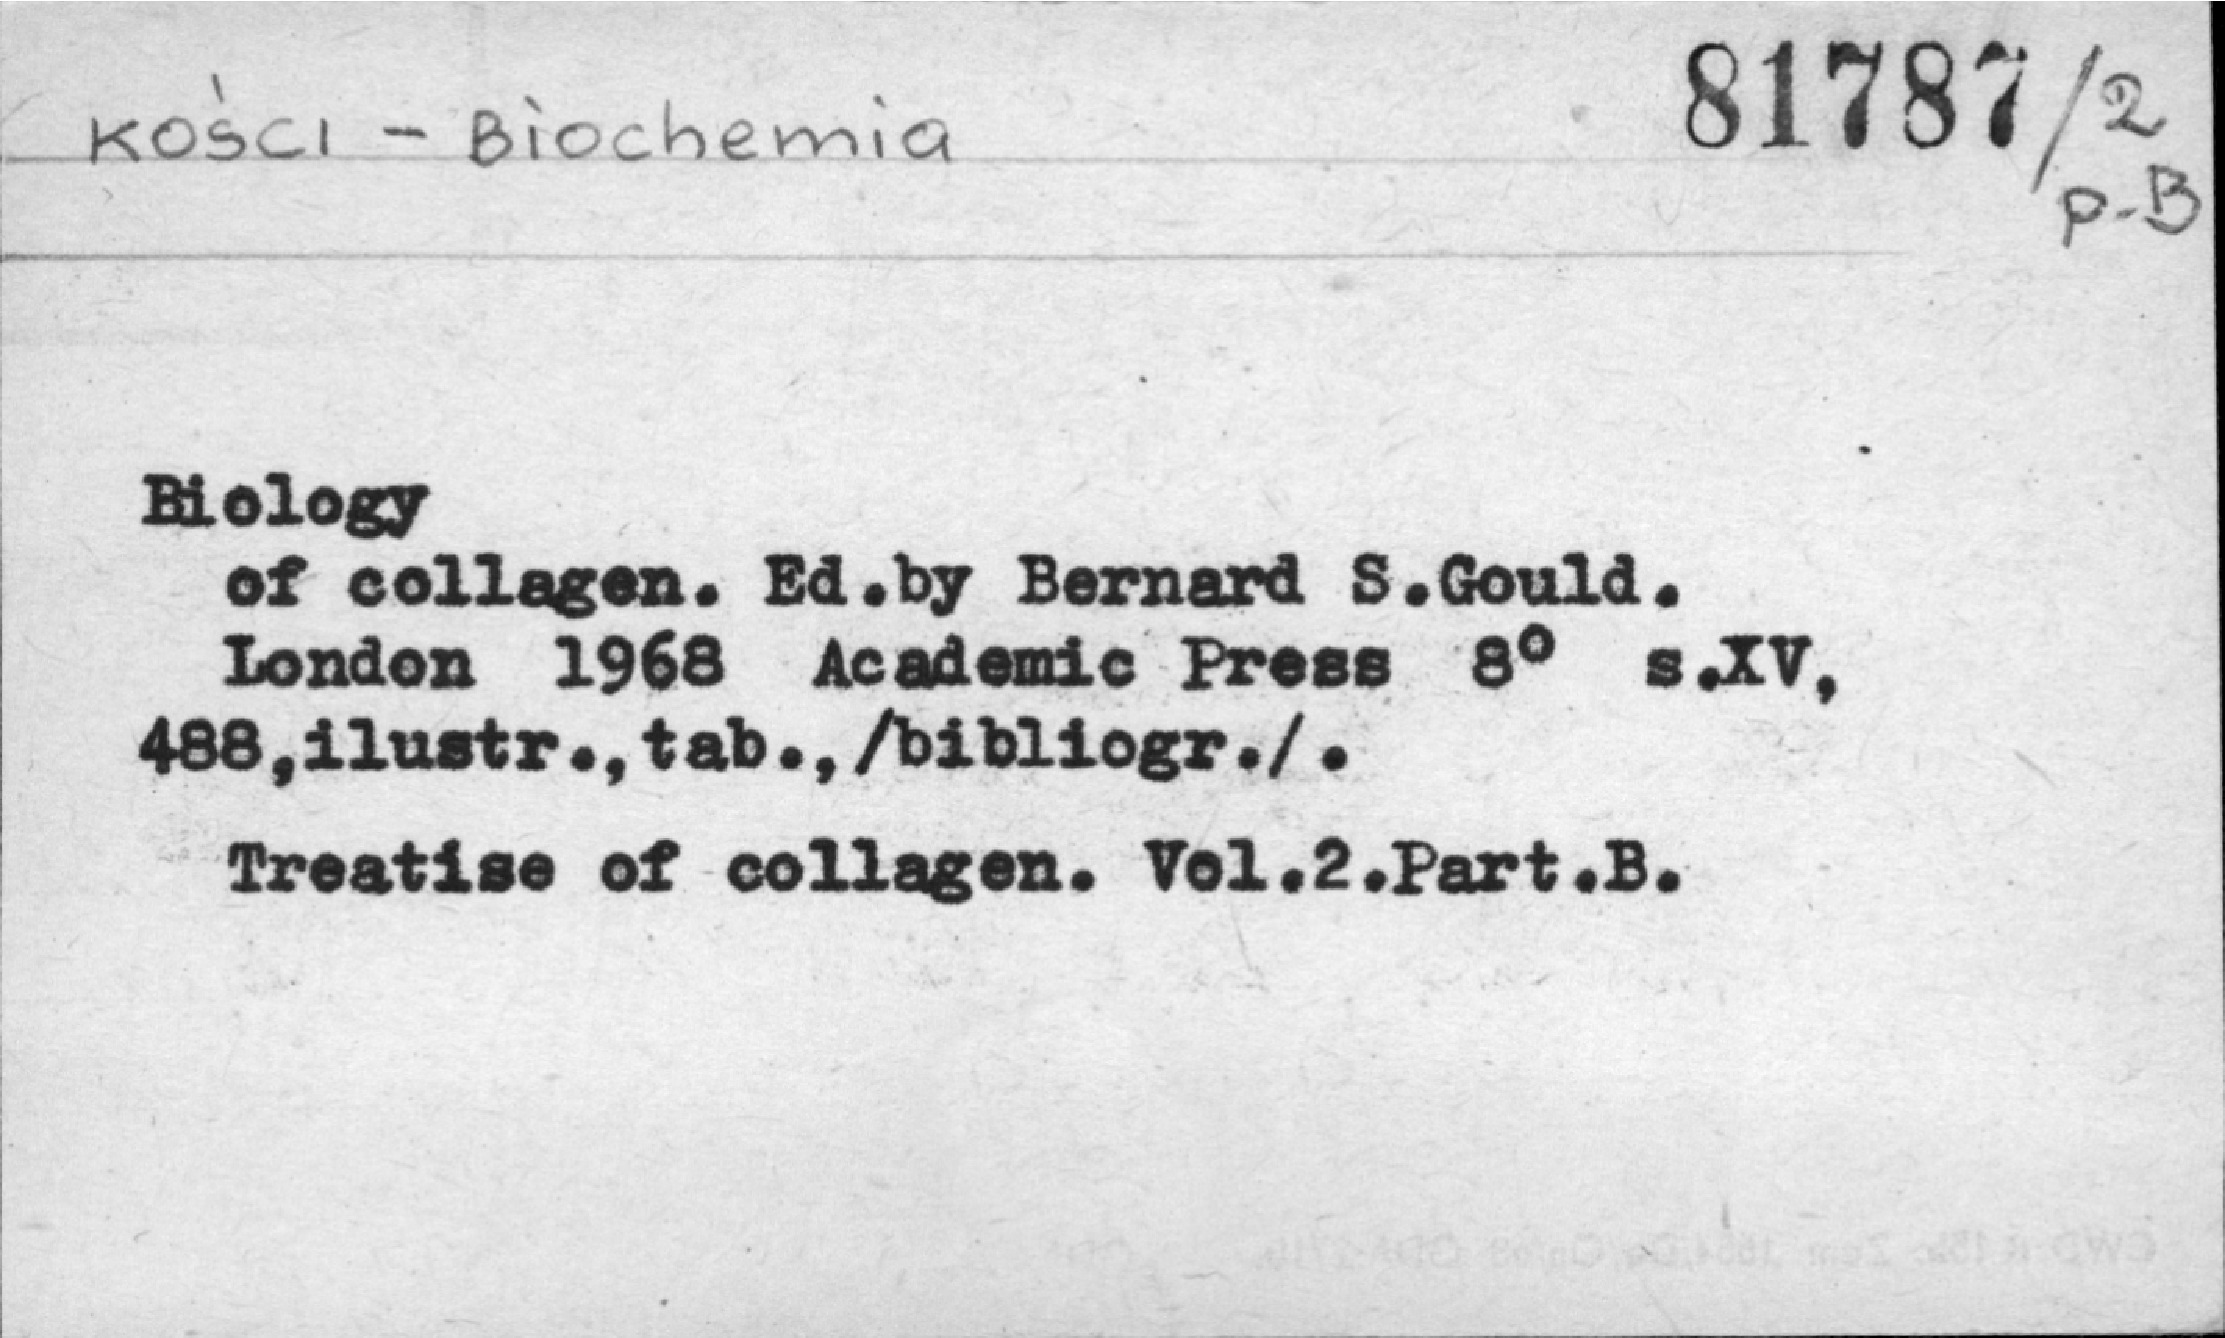 Kości - Biochemia
81787/2
p-B
Biology
of collagen. Ed.by Bernard S.Gould.
London 1968 Academic Press 8° s.XV,
488,ilustr.,tab.,/bibliogr./.
Treatise of collagen. Vol.2.Part.B.